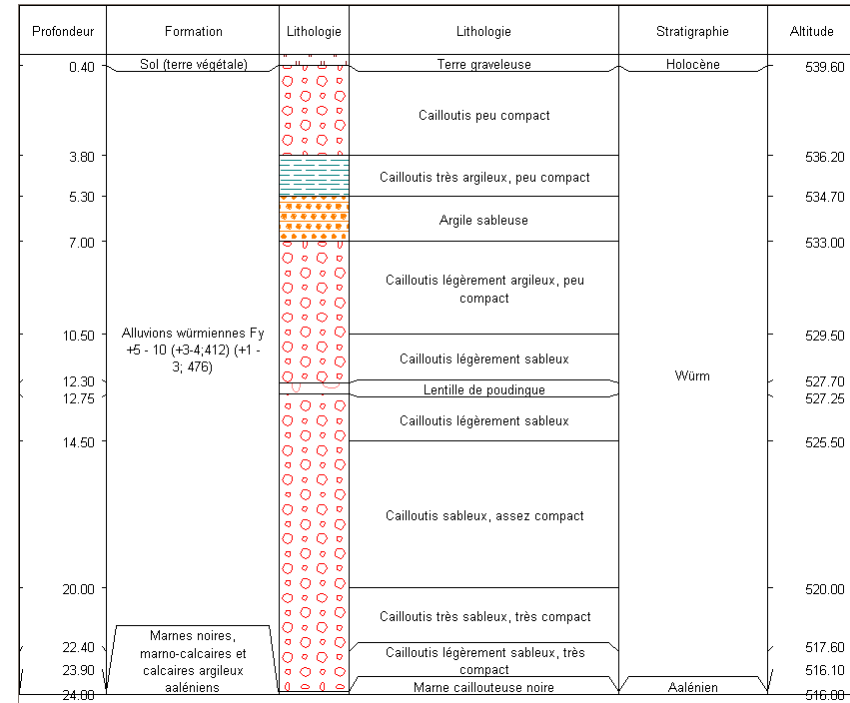 Profondeur Formation Lithologie Lithologie Stratigraphie Altitude
0.40 Sol (terre végétale) Terre graveleuse Holocène 539.60
Cailloutis peu compact
3.80 536.20
Cailloutis très argileux, peu compact
5.30 534.70
Argile sableuse
7.00 533.00
Cailloutis légèrement argileux, peu
compact
10.50 529.50
Alluvions würmiennes Fy
+5 - 10 (+3-4;412) (+1 -
3; 476)
Cailloutis légèrement sableux
Würm
12.30 527.70
Lentille de poudingue
12.75 527.25
Cailloutis légèrement sableux
14.50 525.50
Cailloutis sableux, assez compact
20.00 520.00
Cailloutis très sableux, très compact
Marnes noires,
marno-calcaires et
calcaires argileux
aaléniens
22.40 517.60
Cailloutis légèrement sableux, très
compact
23.90 516.10
Marne caillouteuse noire Aalénien
24.00 516.00